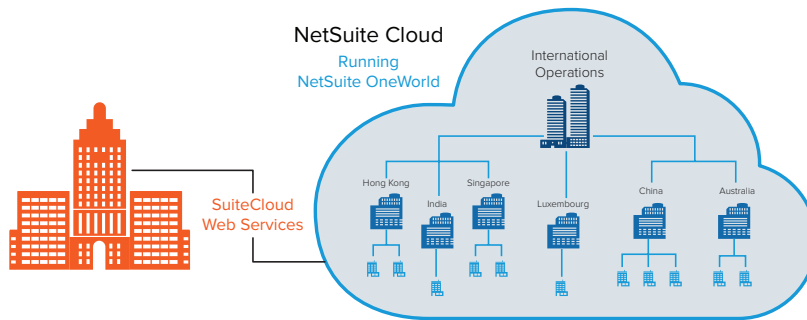 NetSuite Cloud
Running
NetSuite OneWorld
International
Operations
Hong Kong
India
Singapore
Luxembourg
China
Australia
SuiteCloud
Web Services